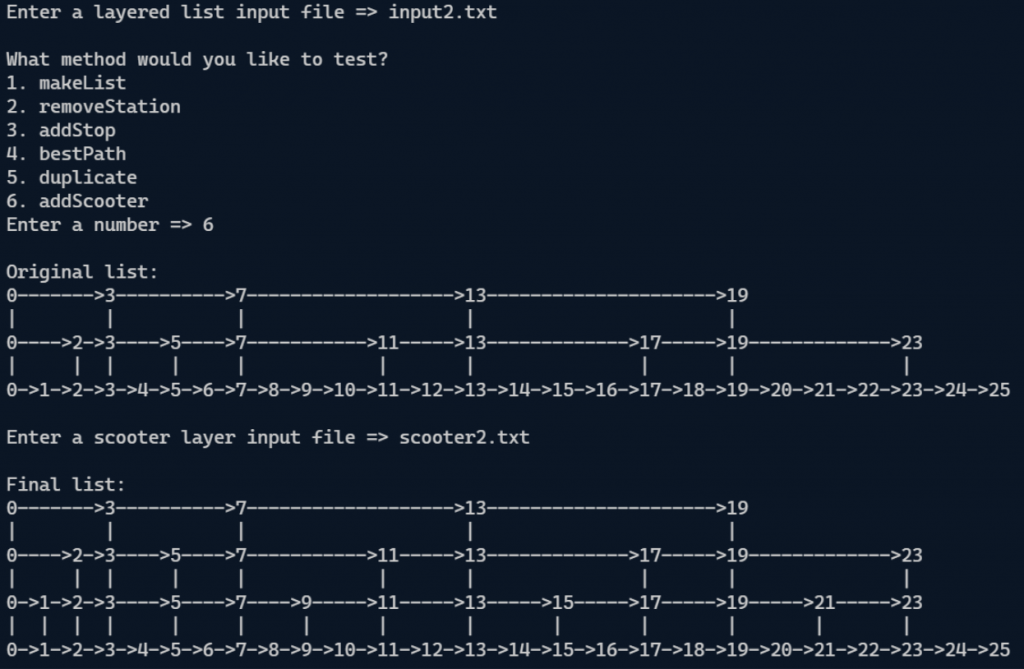 Enter a layered list input file => input2.txt
What method would you like to test?
1. makeList
2. removeStation
3. addStop
4. bestPath
5. duplicate
6. addScooter
Enter a number => 6
Original list:
0------->3---------->7------------------->13--------------------->19
|        |           |                    |                       |
0---->2->3---->5---->7----------->11----->13------------->17----->19------------->23
|     |  |     |     |            |       |               |       |               |
0->1->2->3->4->5->6->7->8->9->10->11->12->13->14->15->16->17->18->19->20->21->22->23->24->25
Enter a scooter layer input file => scooter2.txt
Final list:
0------->3---------->7------------------->13--------------------->19
|        |           |                    |                       |
0---->2->3---->5---->7----------->11----->13------------->17----->19------------->23
|     |  |     |     |            |       |               |       |               |
0->1->2->3---->5---->7---->9----->11----->13----->15----->17----->19----->21----->23
|  |  |  |     |     |     |      |       |       |       |       |       |       |
0->1->2->3->4->5->6->7->8->9->10->11->12->13->14->15->16->17->18->19->20->21->22->23->24->25